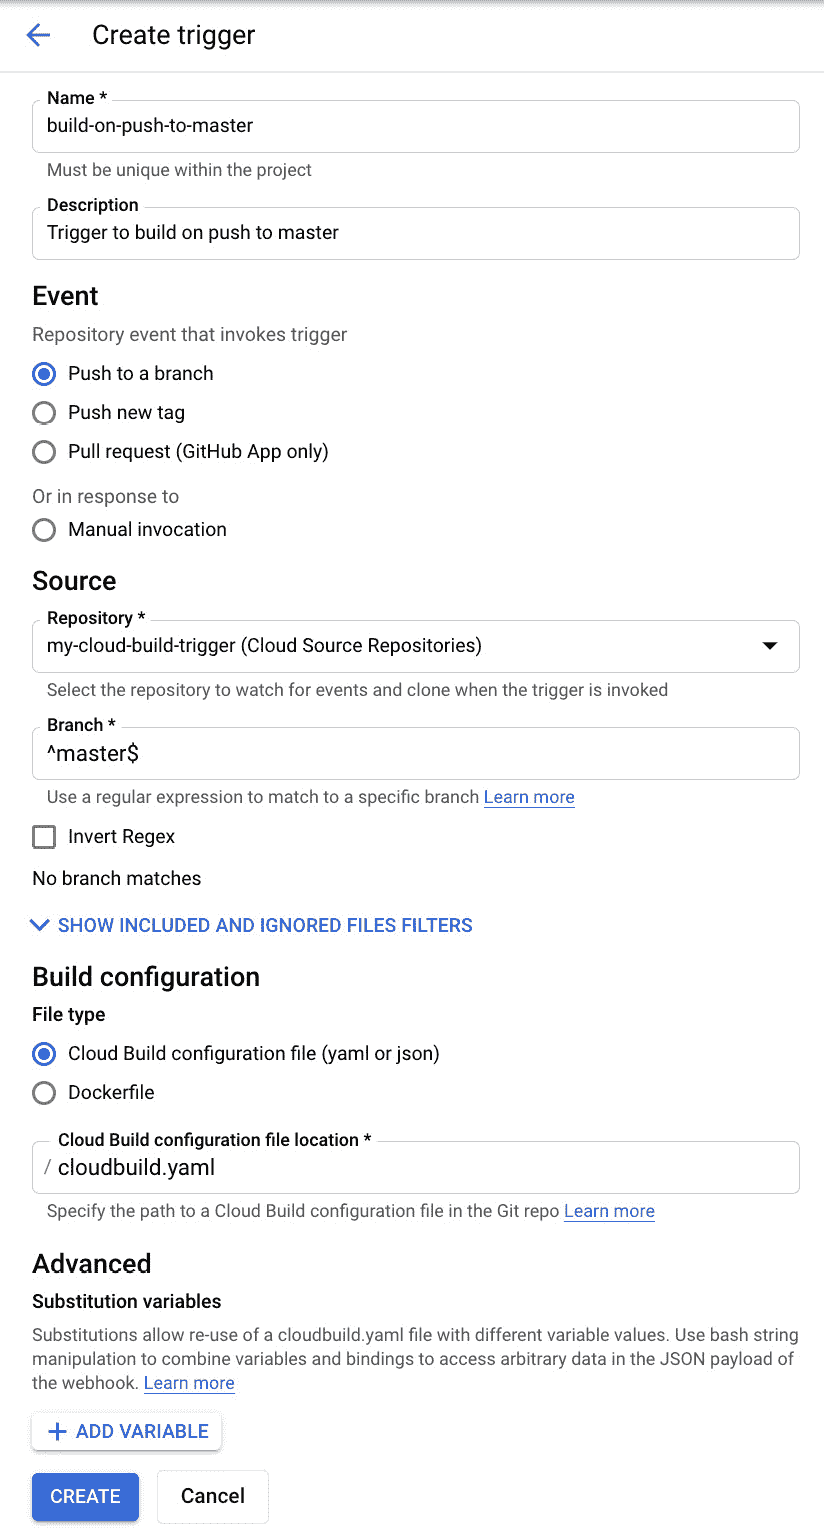 Create trigger
Name *
build-on-push-to-master
Must be unique within the project
Description
Trigger to build on push to master
Event
Repository event that invokes trigger
Push to a branch
Push new tag
Pull request (GitHub App only)
Or in response to
Manual invocation
Source
Repository *
my-cloud-build-trigger (Cloud Source Repositories)
Select the repository to watch for events and clone when the trigger is invoked
Branch *
^master$
Use a regular expression to match to a specific branch Learn more
Invert Regex
No branch matches
SHOW INCLUDED AND IGNORED FILES FILTERS
Build configuration
File type
Cloud Build configuration file (yaml or json)
Dockerfile
Cloud Build configuration file location *
/ cloudbuild.yaml
Specify the path to a Cloud Build configuration file in the Git repo Learn more
Advanced
Substitution variables
Substitutions allow re-use of a cloudbuild.yaml file with different variable values. Use bash string
manipulation to combine variables and bindings to access arbitrary data in the JSON payload of
the webhook. Learn more
+ ADD VARIABLE
CREATE Cancel